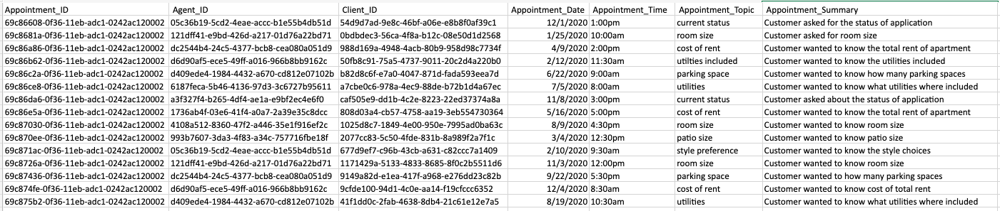 Appointment_ID Agent_ID Client_ID Appointment_Date Appointment_Time Appointment_Topic Appointment_Summary
69c86608-0f36-11eb-adc1-0242ac120002 05c36b19-5cd2-4eae-accc-b1e55b4db51d 54d9d7ad-9e8c-46bf-a06e-e8b8f0af39c1 12/1/2020 1:00pm current status Customer asked for the status of application
69c8681a-0f36-11eb-adc1-0242ac120002 121dff41-e9bd-426d-a217-01d76a22bd71 0bdbdec3-56ca-4f8a-b12c-08e50d1d2568 1/25/2020 10:00am room size Customer asked for room size
69c86a86-0f36-11eb-adc1-0242ac120002 dc2544b4-24c5-4377-bcb8-cea080a051d9 988d169a-4948-4acb-80b9-958d98c7734f 4/9/2020 2:00pm cost of rent Customer wanted to know the total rent of apartment
69c86b62-0f36-11eb-adc1-0242ac120002 d6d90af5-ece5-49ff-a016-966b8bb9162c 50fb8c91-75a5-4737-9011-20c2d4a220b0 2/12/2020 11:30am utilties included Customer wanted to know the utilities included
69c86c2a-0f36-11eb-adc1-0242ac120002 d409ede4-1984-4432-a670-cd812e07102b b82d8c6f-e7a0-4047-871d-fada593eea7d 6/22/2020 9:00am parking space Customer wanted to know how many parking spaces
69c86ce8-0f36-11eb-adc1-0242ac120002 6187feca-5b46-4136-97d3-3c6727b95611 a7cbe0c6-978a-4ec9-88de-b72b1d4a67ec 7/5/2020 8:00am utilities Customer wanted to know what utilities where included
69c86da6-0f36-11eb-adc1-0242ac120002 a3f327f4-b265-4df4-ae1a-e9bf2ec4e6f0 caf505e9-dd1b-4c2e-8223-22ed37374a8a 11/8/2020 3:00pm current status Customer asked about the status of application
69c86e5a-0f36-11eb-adc1-0242ac120002 1736ab4f-03e6-41f4-a0a7-2a39e35c8dcc 808d03a4-cb57-4758-aa19-3eb554730364 5/16/2020 5:00pm cost of rent Customer wanted to know the total rent of apartment
69c87030-0f36-11eb-adc1-0242ac120002 4108a512-8360-47f2-a446-35e1f916ef2c 1025d8c7-1849-4e00-950e-7995ad0ba63c 8/9/2020 4:30pm room size Customer wanted to know room size
69c870ee-0f36-11eb-adc1-0242ac120002 993b7607-3da3-4f83-a34c-757716fbe18f 2077cc83-5c50-4fde-831b-8a989f2a7f1c 3/4/2020 12:30pm patio size Customer wanted to know patio size
69c871ac-0f36-11eb-adc1-0242ac120002 05c36b19-5cd2-4eae-accc-b1e55b4db51d 677d9ef7-c96b-43cb-a631-c82ccc7a1409 2/10/2020 9:30am style preference Customer wanted to know the style choices
69c8726a-0f36-11eb-adc1-0242ac120002 121dff41-e9bd-426d-a217-01d76a22bd71 1171429a-5133-4833-8685-8f0c2b5511d6 11/3/2020 12:00pm room size Customer wanted to know room size
69c87436-0f36-11eb-adc1-0242ac120002 dc2544b4-24c5-4377-bcb8-cea080a051d9 9149a82d-e1ea-417f-a968-e276dd23c82b 9/22/2020 5:30pm parking space Customer wanted to how many parking spaces
69c874fe-0f36-11eb-adc1-0242ac120002 d6d90af5-ece5-49ff-a016-966b8bb9162c 9cfde100-94d1-4c0e-aa14-f19cfccc6352 12/4/2020 8:30am cost of rent Customer wanted to know cost of total rent
69c875b2-0f36-11eb-adc1-0242ac120002 d409ede4-1984-4432-a670-cd812e07102b 41f1dd0c-2fab-4638-8db4-21c61e12e7a5 8/19/2020 10:30am utilities Customer wanted to know what utilities where included